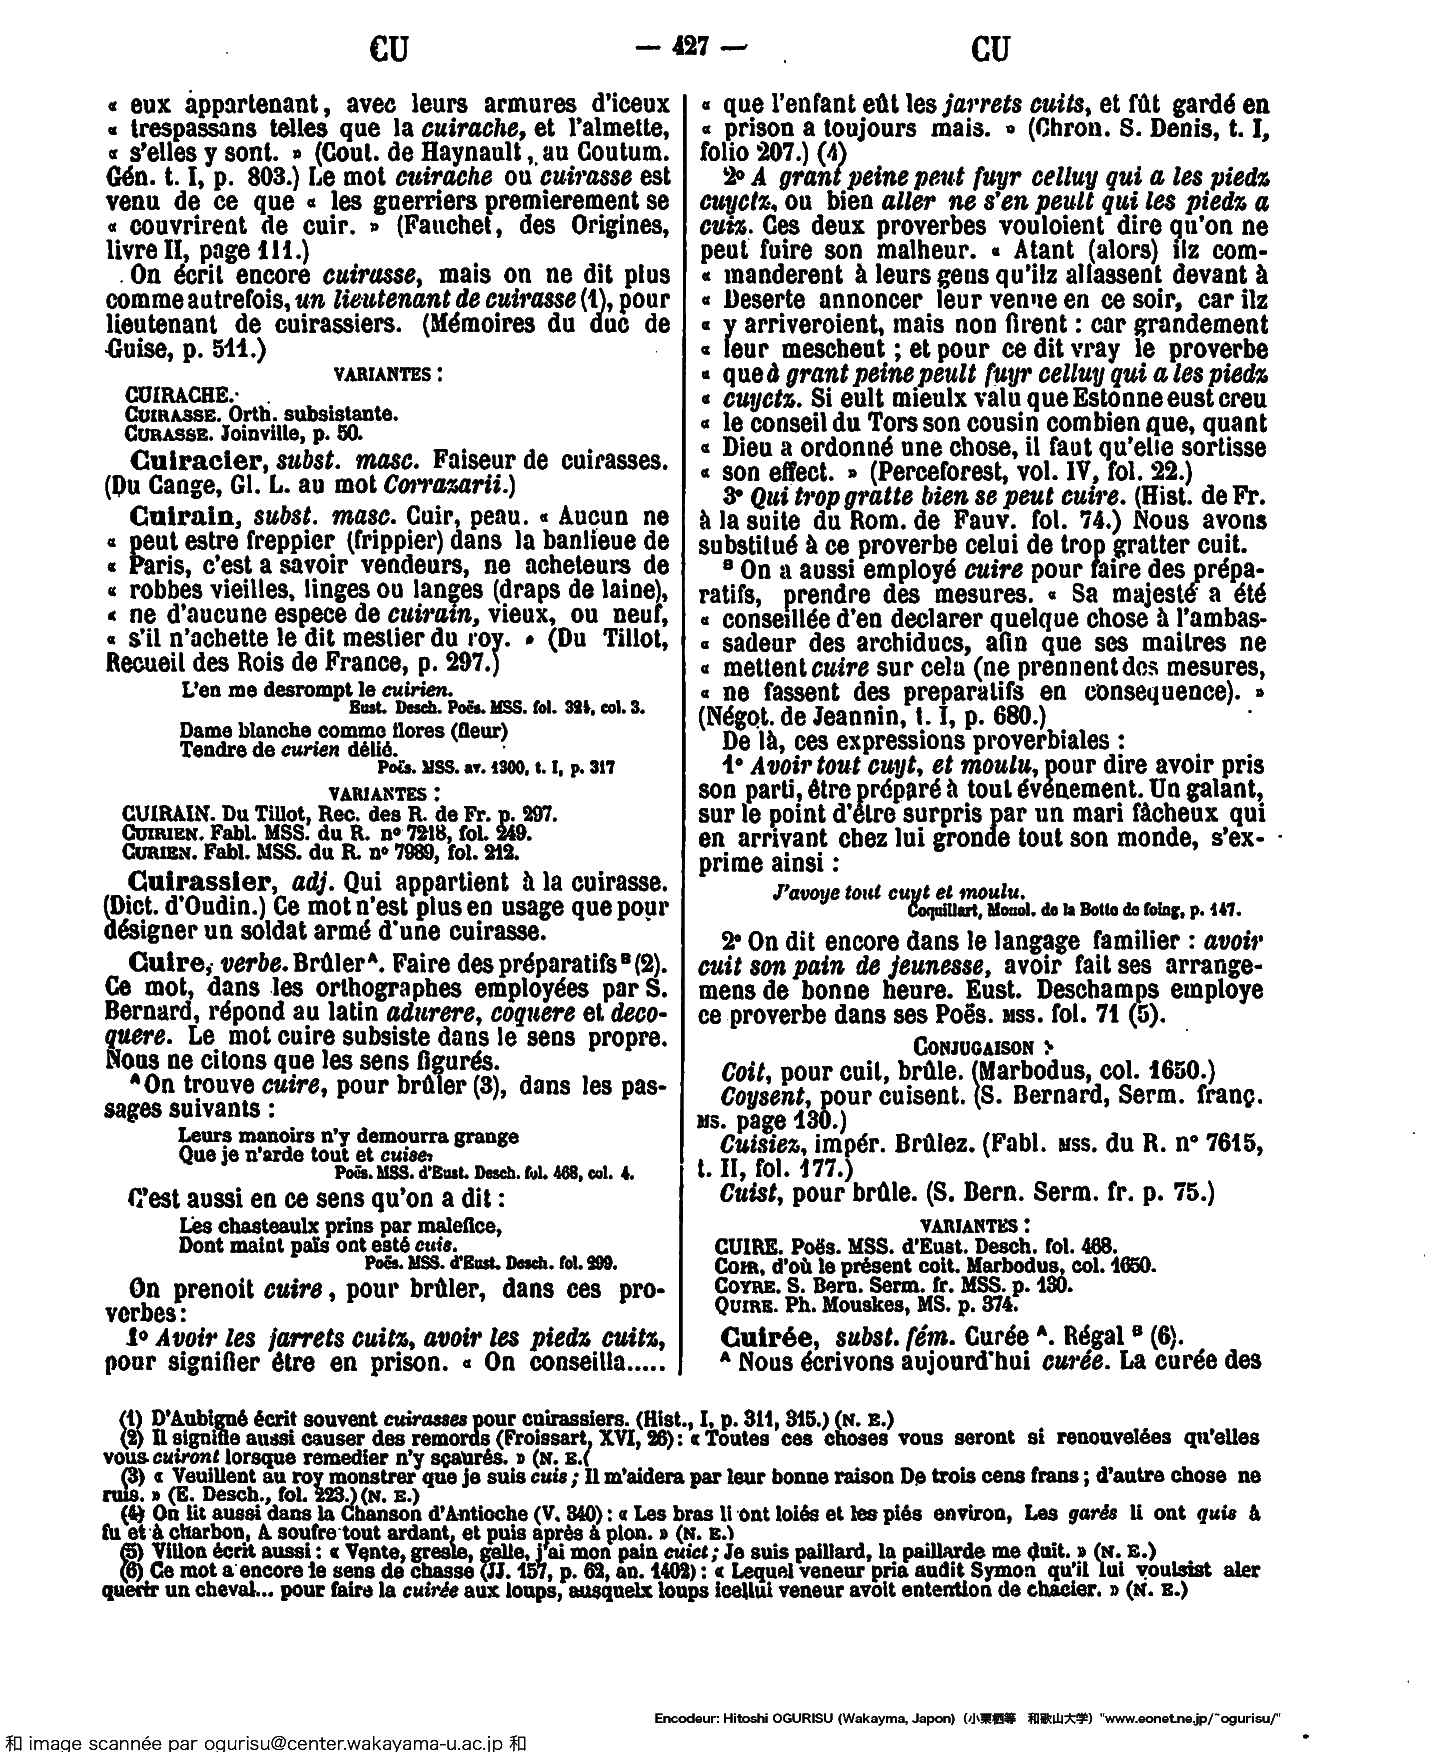 CU — 427 — CU
« eux appartenant, avec leurs armures d'iceux
« trespassans telles que la cuirache, et l'almette,
« s'elles y sont. » (Cout. de Haynault, au Coutum.
Gén. t. I, p. 803.) Le mot cuirache ou cuirasse est
venu de ce que « les guerriers premierement se
« couvrirent de cuir. » (Fauchet, des Origines,
livre II, page 111.)
On écrit encore cuirasse, mais on ne dit plus
comme autrefois, un lieutenant de cuirasse (1), pour
lieutenant de cuirassiers. (Mémoires du duc de
Guise, p. 511.)
VARIANTES :
CUIRACHE.
CUIRASSE. Orth. subsistante.
CURASSE. Joinville, p. 50.
Cuiracier, subst. masc. Faiseur de cuirasses.
(Du Cange, Gl. L. au mot Corrazarii.)
Cuirain, subst. masc. Cuir, peau. « Aucun ne
« peut estre freppier (frippier) dans la banlieue de
« Paris, c'est a savoir vendeurs, ne acheteurs de
« robbes vieilles, linges ou langes (draps de laine),
« ne d'aucune espece de cuirain, vieux, ou neuf,
« s'il n'achette le dit mestier du roy. » (Du Tillot,
Recueil des Rois de France, p. 297.)
L'en me desrompt le cuirien.
Eust. Desch. Poës. MSS. fol. 324, col. 3.
Dame blanche comme flores (fleur)
Tendre de curien délié.
Poës. MSS. av. 1300, t. I, p. 317
VARIANTES :
CUIRAIN. Du Tillot, Rec. des R. de Fr. p. 297.
CUIRIEN. Fabl. MSS. du R. n° 7218, fol. 249.
CURIEN. Fabl. MSS. du R. n° 7989, fol. 212.
Cuirassier, adj. Qui appartient à la cuirasse.
(Dict. d'Oudin.) Ce mot n'est plus en usage que pour
désigner un soldat armé d'une cuirasse.
Cuire, verbe. Brûler A. Faire des préparatifs B (2).
Ce mot, dans les orthographes employées par S.
Bernard, répond au latin adurere, coquere et deco-
quere. Le mot cuire subsiste dans le sens propre.
Nous ne citons que les sens figurés.
A On trouve cuire, pour brûler (3), dans les pas-
sages suivants :
Leurs manoirs n'y demourra grange
Que je n'arde tout et cuise.
Poës. MSS. d'Eust. Desch. fol. 468, col. 4.
C'est aussi en ce sens qu'on a dit :
Les chasteaulx prins par malefice,
Dont maint païs ont esté cuis.
Poës. MSS. d'Eust. Desch. fol. 299.
On prenoit cuire, pour brûler, dans ces pro-
verbes :
1° Avoir les jarrets cuitz, avoir les piedz cuitz,
pour signifier être en prison. « On conseilla.....
« que l'enfant eût les jarrets cuits, et fût gardé en
« prison a toujours mais. » (Chron. S. Denis, t. I,
folio 207.) (4)
2° A grant peine peut fuyr celluy qui a les piedz
cuyctz, ou bien aller ne s'en peult qui les piedz a
cuiz. Ces deux proverbes vouloient dire qu'on ne
peut fuire son malheur. « Atant (alors) ilz com-
« manderent à leurs gens qu'ilz allassent devant à
« Deserte annoncer leur venue en ce soir, car ilz
« y arriveroient, mais non firent : car grandement
« leur mescheut ; et pour ce dit vray le proverbe
« que à grant peine peult fuyr celluy qui a les piedz
« cuyctz. Si eult mieulx valu que Estonne eust creu
« le conseil du Tors son cousin combien que, quant
« Dieu a ordonné une chose, il faut qu'elle sortisse
« son effect. » (Perceforest, vol. IV, fol. 22.)
3° Qui trop gratte bien se peut cuire. (Hist. de Fr.
à la suite du Rom. de Fauv. fol. 74.) Nous avons
substitué à ce proverbe celui de trop gratter cuit.
B On a aussi employé cuire pour faire des prépa-
ratifs, prendre des mesures. « Sa majesté a été
« conseillée d'en declarer quelque chose à l'ambas-
« sadeur des archiducs, afin que ses maitres ne
« mettent cuire sur cela (ne prennent des mesures,
« ne fassent des preparatifs en consequence). »
(Négot. de Jeannin, t. I, p. 680.)
De là, ces expressions proverbiales :
1° Avoir tout cuyt, et moulu, pour dire avoir pris
son parti, être préparé à tout événement. Un galant,
sur le point d'être surpris par un mari fâcheux qui
en arrivant chez lui gronde tout son monde, s'ex-
prime ainsi :
J'avoye tout cuyt et moulu.
Coquillart, Monol. de la Botte de foing, p. 147.
2° On dit encore dans le langage familier : avoir
cuit son pain de jeunesse, avoir fait ses arrange-
mens de bonne heure. Eust. Deschamps employe
ce proverbe dans ses Poës. MSS. fol. 71 (5).
CONJUGAISON :
Coit, pour cuit, brûle. (Marbodus, col. 1650.)
Coysent, pour cuisent. (S. Bernard, Serm. franç.
MS. page 130.)
Cuisiez, impér. Brûlez. (Fabl. MSS. du R. n° 7615,
t. II, fol. 177.)
Cuist, pour brûle. (S. Bern. Serm. fr. p. 75.)
VARIANTES :
CUIRE. Poës. MSS. d'Eust. Desch. fol. 468.
COIR, d'où le présent coit. Marbodus, col. 1650.
COYRE. S. Bern. Serm. fr. MSS. p. 130.
QUIRE. Ph. Mouskes, MS. p. 374.
Cuirée, subst. fém. Curée A. Régal B (6).
A Nous écrivons aujourd'hui curée. La curée des
(1) D'Aubigné écrit souvent cuirasses pour cuirassiers. (Hist., I, p. 311, 315.) (N. E.)
(2) Il signifie aussi causer des remords (Froissart, XVI, 26) : « Toutes ces choses vous seront si renouvelées qu'elles
vous cuiront lorsque remedier n'y sçaurés. » (N. E.(
(3) « Veuillent au roy monstrer que je suis cuis ; Il m'aidera par leur bonne raison De trois cens frans ; d'autre chose ne
ruis. » (E. Desch., fol. 223.) (N. E.)
(4) On lit aussi dans la Chanson d'Antioche (V. 340) : « Les bras li ont loiés et les piés environ, Les garés li ont quis à
fu et à charbon, A soufre tout ardant, et puis après à plon. » (N. E.)
(5) Villon écrit aussi : « Vente, gresle, gelle, j'ai mon pain cuict ; Je suis paillard, la paillarde me duit. » (N. E.)
(6) Ce mot a encore le sens de chasse (JJ. 157, p. 62, an. 1402) : « Lequel veneur pria audit Symon qu'il lui voulsist aler
querir un cheval... pour faire la cuirée aux loups, ausquelx loups icellui veneur avoit entention de chacier. » (N. E.)
Encodeur: Hitoshi OGURISU (Wakayma, Japon) (小栗栖等 和歌山大学) "www.eonet.ne.jp/~ogurisu/"
和 image scannée par ogurisu@center.wakayama-u.ac.jp 和